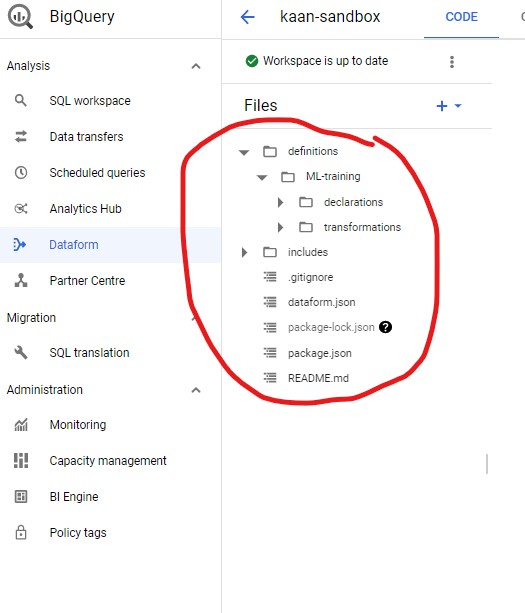 BigQuery
Analysis
SQL workspace
Data transfers
Scheduled queries
Analytics Hub
Dataform
Partner Centre
Migration
SQL translation
Administration
Monitoring
Capacity management
BI Engine
Policy tags
kaan-sandbox
CODE
Workspace is up to date
Files
definitions
ML-training
declarations
transformations
includes
.gitignore
dataform.json
package-lock.json ?
package.json
README.md